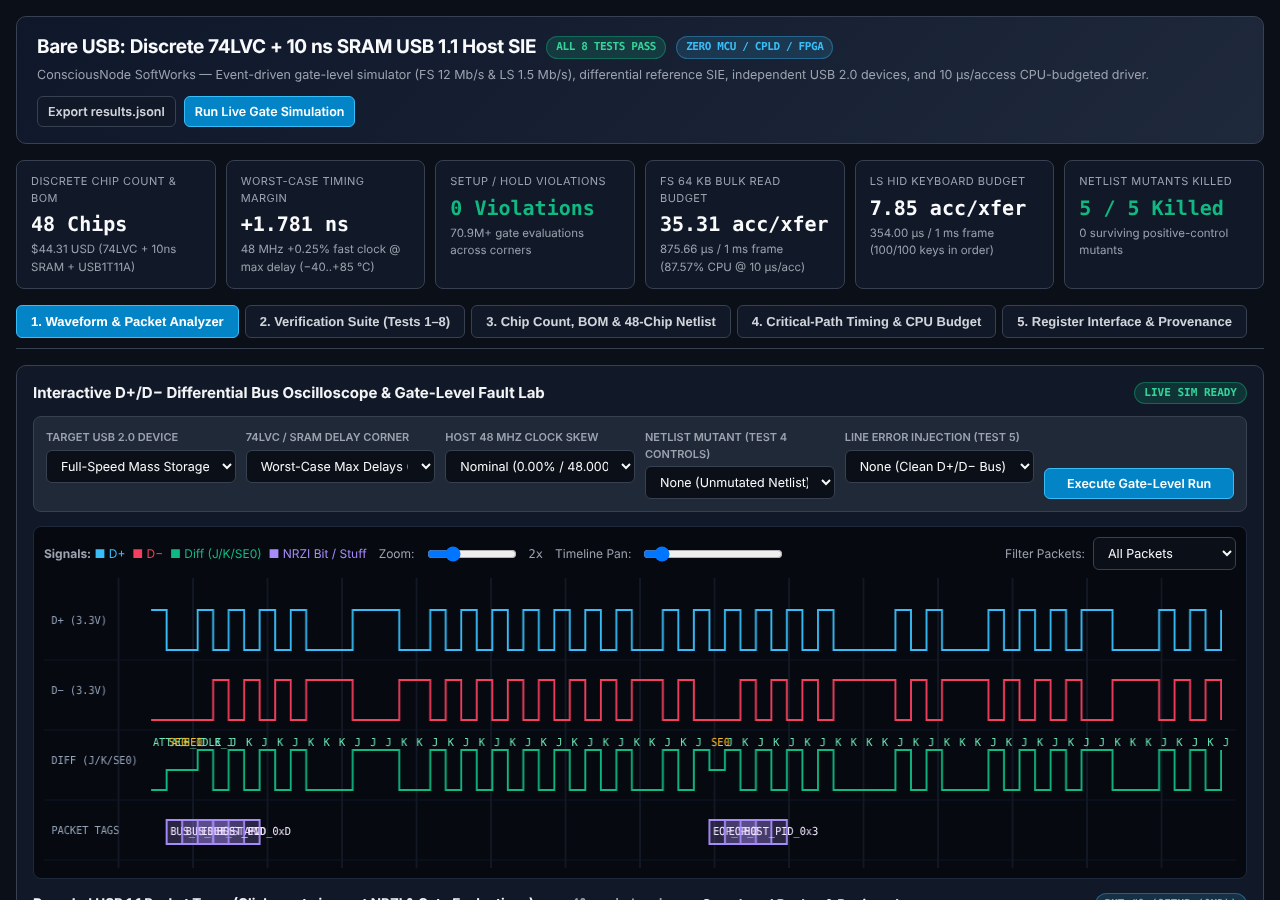 Bare USB: Discrete 74LVC + 10 ns SRAM USB 1.1 Host SIE
ALL 8 TESTS PASS
ZERO MCU / CPLD / FPGA
ConsciousNode SoftWorks — Event-driven gate-level simulator (FS 12 Mb/s & LS 1.5 Mb/s), differential reference SIE, independent USB 2.0 devices, and 10 µs/access CPU-budgeted driver.
Export results.jsonl
Run Live Gate Simulation
DISCRETE CHIP COUNT &
BOM
48 Chips
$44.31 USD (74LVC + 10ns
SRAM + USB1T11A)
WORST-CASE TIMING
MARGIN
+1.781 ns
48 MHz +0.25% fast clock @
max delay (−40..+85 °C)
SETUP / HOLD VIOLATIONS
0 Violations
70.9M+ gate evaluations
across corners
FS 64 KB BULK READ
BUDGET
35.31 acc/xfer
875.66 µs / 1 ms frame
(87.57% CPU @ 10 µs/acc)
LS HID KEYBOARD BUDGET
7.85 acc/xfer
354.00 µs / 1 ms frame
(100/100 keys in order)
NETLIST MUTANTS KILLED
5 / 5 Killed
0 surviving positive-control
mutants
1. Waveform & Packet Analyzer
2. Verification Suite (Tests 1–8)
3. Chip Count, BOM & 48-Chip Netlist
4. Critical-Path Timing & CPU Budget
5. Register Interface & Provenance
Interactive D+/D− Differential Bus Oscilloscope & Gate-Level Fault Lab
LIVE SIM READY
TARGET USB 2.0 DEVICE
Full-Speed Mass Storage
74LVC / SRAM DELAY CORNER
Worst-Case Max Delays (
HOST 48 MHZ CLOCK SKEW
Nominal (0.00% / 48.000
NETLIST MUTANT (TEST 4
CONTROLS)
None (Unmutated Netlist)
LINE ERROR INJECTION (TEST 5)
None (Clean D+/D− Bus)
Execute Gate-Level Run
Signals: D+ D− Diff (J/K/SE0) NRZI Bit / Stuff Zoom: 2x Timeline Pan:
Filter Packets: All Packets
D+ (3.3V)
D− (3.3V)
J K J K J K K K J J J K K J K J K J K J K J K J K J K K J K J SE0 J K J K J K J K K K K J K J K K K J K J K J K J J K K K J K J K J
DIFF (J/K/SE0)
PACKET TAGS